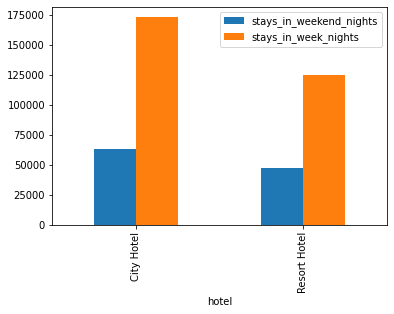 175000
150000
125000
100000
75000
50000
25000
0
stays_in_weekend_nights
stays_in_week_nights
City Hotel
Resort Hotel
hotel